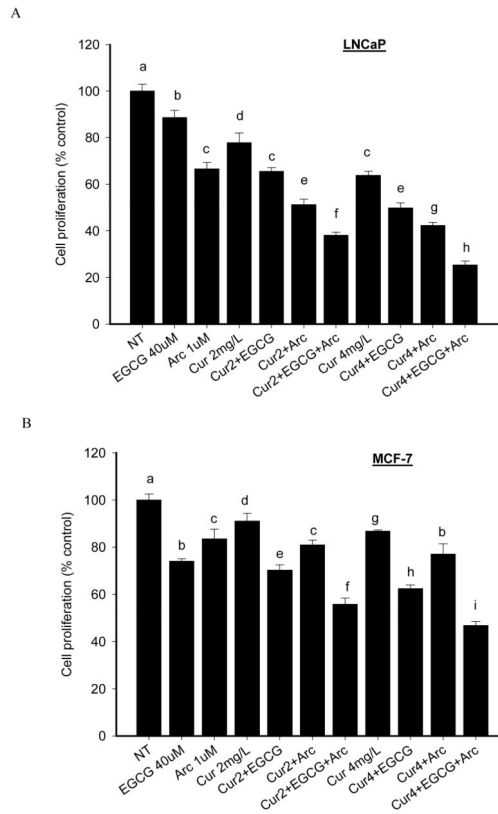 A
LNCaP
Cell proliferation (% control)
120
100
80
60
40
20
0
a
b
c
d
c
e
f
c
e
g
h
NT
EGCG 40uM
Arc 1uM
Cur 2mg/L
Cur2+EGCG
Cur2+Arc
Cur2+EGCG+Arc
Cur 4mg/L
Cur4+EGCG
Cur4+Arc
Cur4+EGCG+Arc
B
MCF-7
Cell proliferation (% control)
120
100
80
60
40
20
0
a
b
c
d
e
c
f
g
h
b
i
NT
EGCG 40uM
Arc 1uM
Cur 2mg/L
Cur2+EGCG
Cur2+Arc
Cur2+EGCG+Arc
Cur 4mg/L
Cur4+EGCG
Cur4+Arc
Cur4+EGCG+Arc